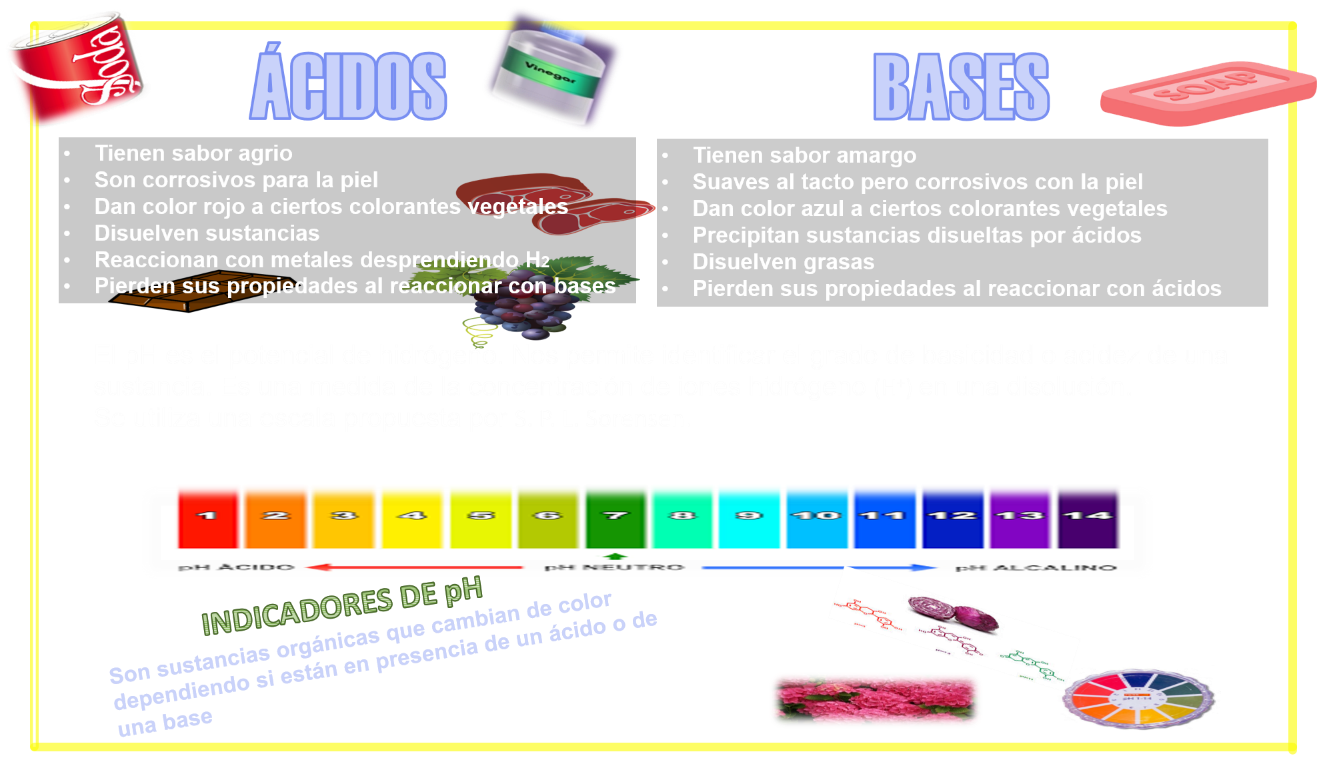 Soda
ÁCIDOS
Vinegar
BASES
SOAP
• Tienen sabor agrio
• Son corrosivos para la piel
• Dan color rojo a ciertos colorantes vegetales
• Disuelven sustancias
• Reaccionan con metales desprendiendo H2
• Pierden sus propiedades al reaccionar con bases
• Tienen sabor amargo
• Suaves al tacto pero corrosivos con la piel
• Dan color azul a ciertos colorantes vegetales
• Precipitan sustancias disueltas por ácidos
• Disuelven grasas
• Pierden sus propiedades al reaccionar con ácidos
1 2 3 4 5 6 7 8 9 10 11 12 13 14
pH ÁCIDO pH NEUTRO pH ALCALINO
INDICADORES DE pH
Son sustancias orgánicas que cambian de color
dependiendo si están en presencia de un ácido o de
una base